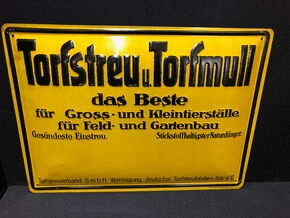 Torfstreu u. Torfmull
das Beste
für Gross- und Kleintierställe,
für Feld- und Gartenbau
Gesündeste Einstreu. Stickstoffhaltigster Naturdünger.
Torfstreuverband G.m.b.H. Vereinigung deutscher Torfstreufabriken